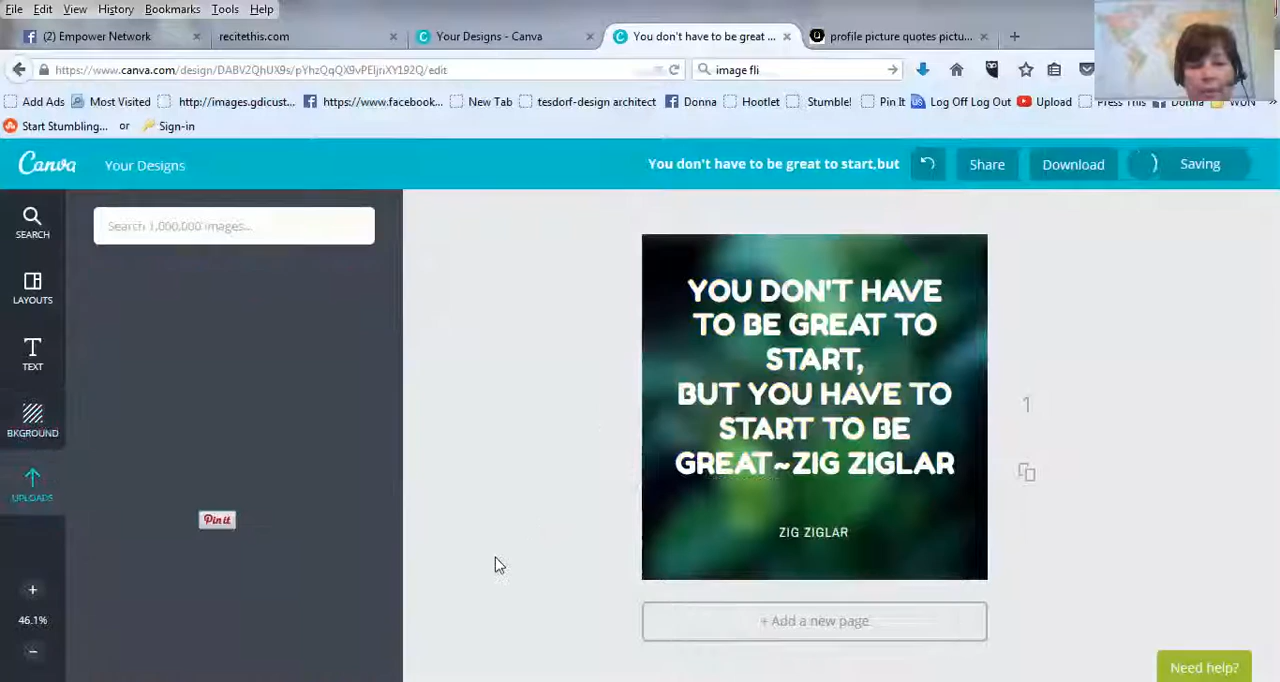 File Edit View History Bookmarks Tools Help
(2) Empower Network × recitethis.com × Your Designs - Canva × You don't have to be great ... × profile picture quotes pictu... × +
https://www.canva.com/design/DABV2QhUX9s/pYhzQqQX9vPEljriXY192Q/edit image fli
Add Ads Most Visited http://images.gdicust... https://www.facebook... New Tab tesdorf-design architect Donna Hootlet Stumble! Pin It Log Off Log Out Upload Press This Donna WUN »
Start Stumbling... or Sign-in
Canva Your Designs You don't have to be great to start,but Share Download Saving
SEARCH
LAYOUTS
TEXT
BKGROUND
UPLOADS
+
46.1%
−
Search 1,000,000 images...
Pin it
YOU DON'T HAVE
TO BE GREAT TO
START,
BUT YOU HAVE TO
START TO BE
GREAT~ZIG ZIGLAR
ZIG ZIGLAR
1
+ Add a new page
Need help?